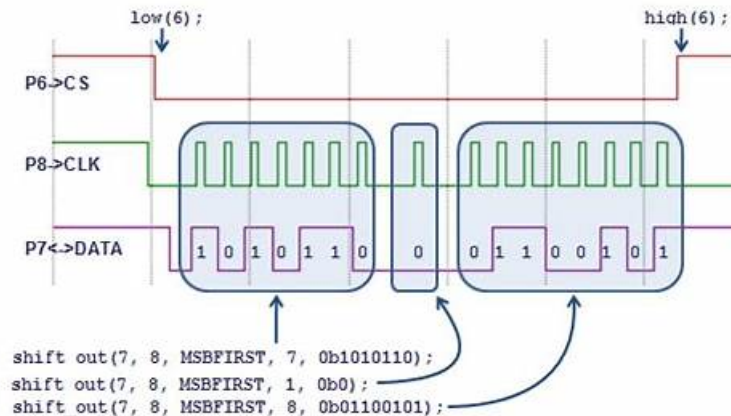 low(6);
high(6);
P6->CS
P8->CLK
P7<->DATA
1 0 1 0 1 1 0 0 0 1 1 0 0 1 0 1
shift out(7, 8, MSBFIRST, 7, 0b1010110);
shift out(7, 8, MSBFIRST, 1, 0b0);
shift out(7, 8, MSBFIRST, 8, 0b01100101);